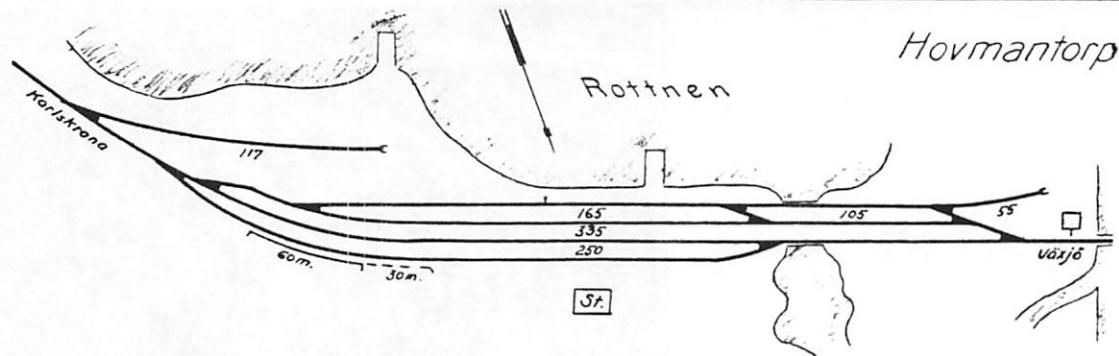 Hovmantorp
Rottnen
Karlskrona
117
165
105
55
335
250
60m.
30m.
St.
Växjö